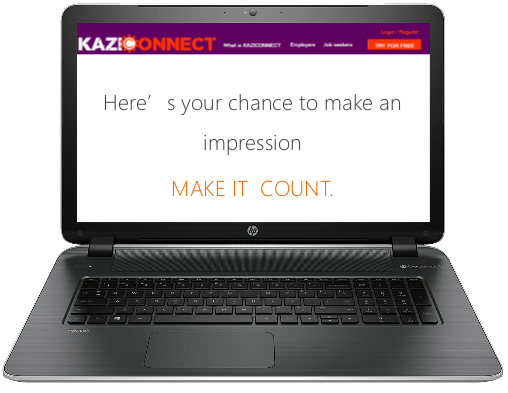 Login / Register
KAZICONNECT What is KAZICONNECT Employers Job seekers TRY FOR FREE
Here’s your chance to make an
impression
MAKE IT COUNT.
hp